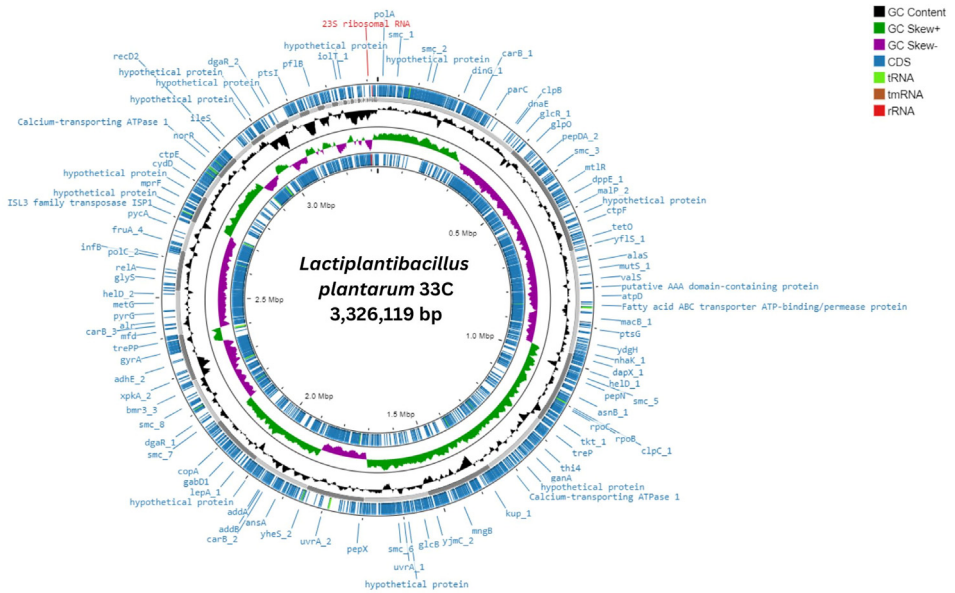 polA
23S ribosomal RNA
smc_1
hypothetical protein
smc_2
iolT_1
hypothetical protein
carB_1
recD2
dgaR_2
pflB
dinG_1
hypothetical protein
ptsI
hypothetical protein
parC
clpB
hypothetical protein
dnaE
ileS
glcR_1
Calcium-transporting ATPase 1
glpD
norR
pepDA_2
ctpE
smc_3
cydD
mtlR
hypothetical protein
dppE_1
mprF
malP_2
hypothetical protein
hypothetical protein
ISL3 family transposase ISP1
ctpF
pycA
tetO
fruA_4
yflS_1
infB
polC_2
alaS
relA
mutS_1
glyS
valS
putative AAA domain-containing protein
helD_2
atpD
metG
Fatty acid ABC transporter ATP-binding/permease protein
pyrG
macB_1
alr
carB_3
ptsG
mfd
trePP
ydgH
gyrA
nhaK_1
dapX_1
adhE_2
helD_1
xpkA_2
pepN
smc_5
bmr3_3
asnB_1
smc_8
rpoC
rpoB
dgaR_1
tkt_1
clpC_1
smc_7
treP
copA
thi4
gabD1
ganA
lepA_1
hypothetical protein
hypothetical protein
Calcium-transporting ATPase 1
addA
kup_1
ansA
addB
mngB
carB_2
yheS_2
yjmC_2
uvrA_2
glcB
pepX
smc_6
uvrA_1
hypothetical protein
3.0 Mbp
0.5 Mbp
2.5 Mbp
1.0 Mbp
2.0 Mbp
1.5 Mbp
Lactiplantibacillus
plantarum 33C
3,326,119 bp
GC Content
GC Skew+
GC Skew-
CDS
tRNA
tmRNA
rRNA